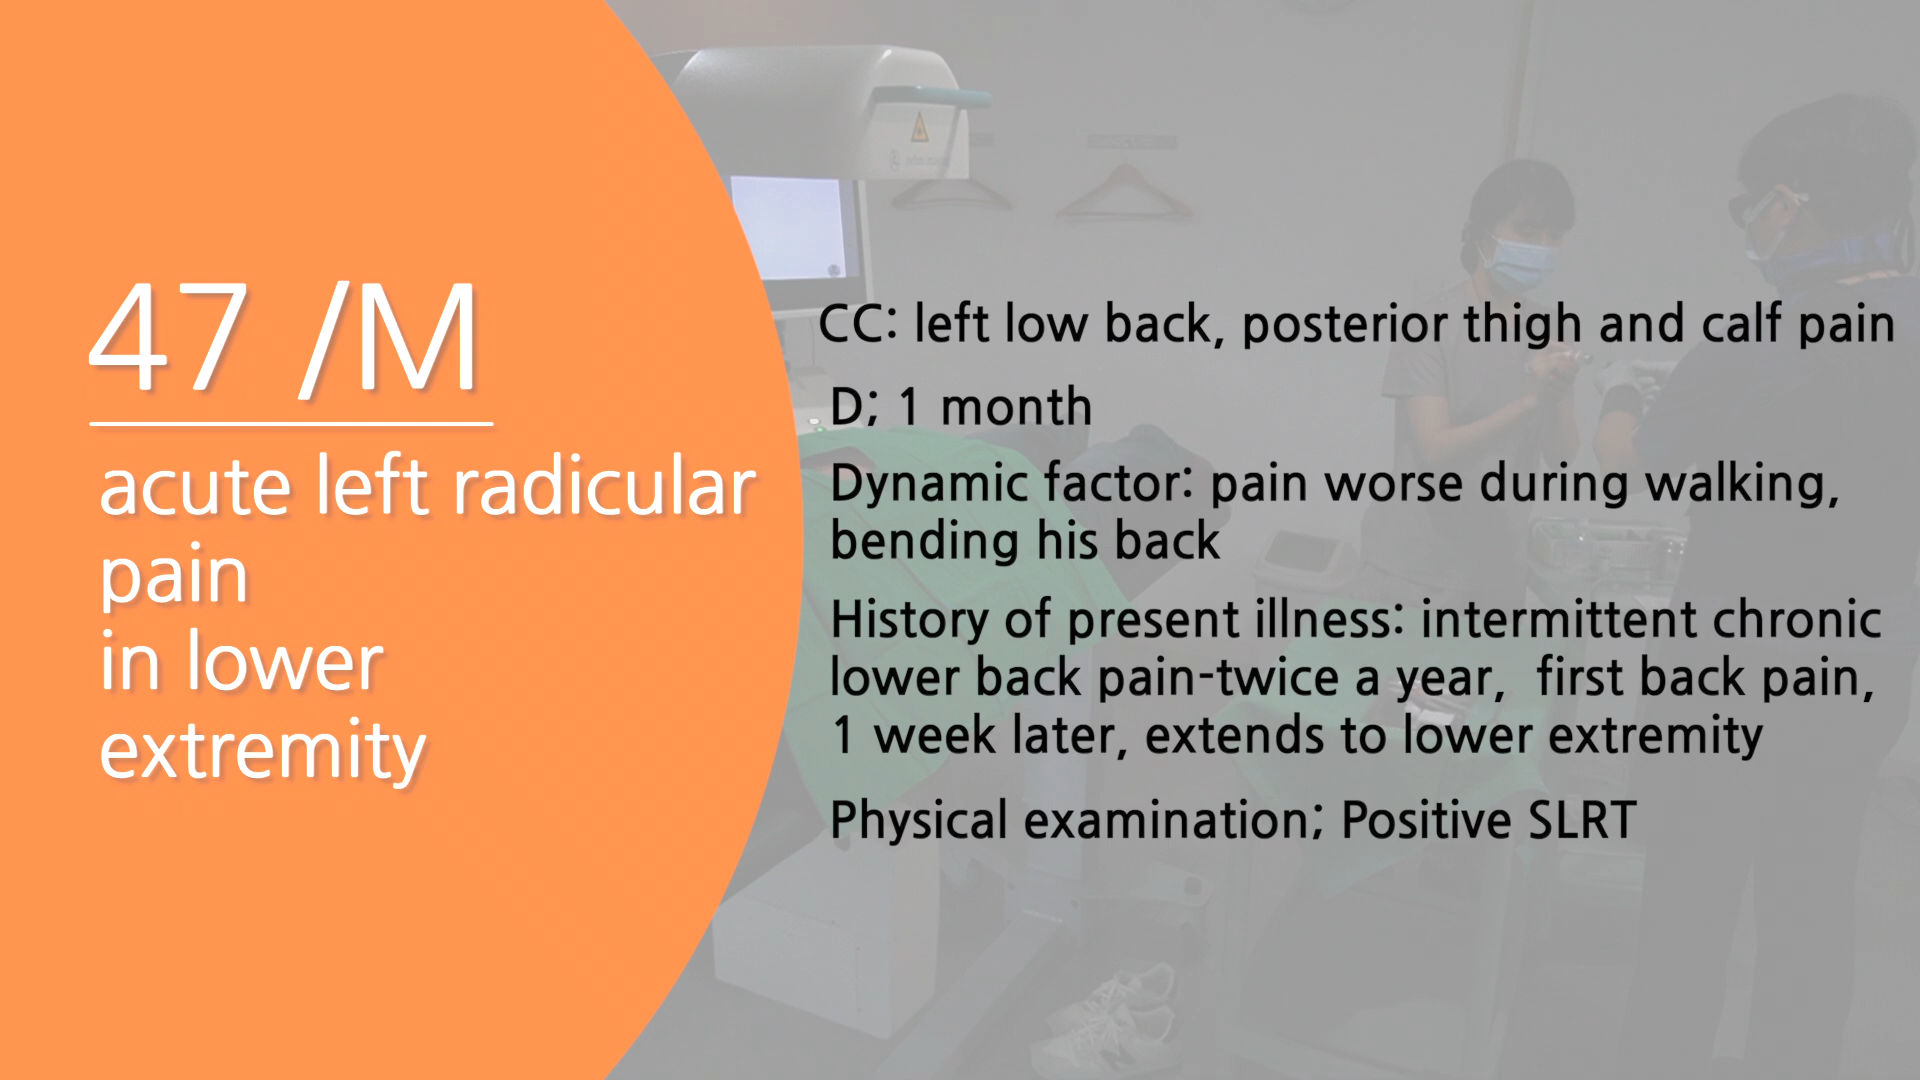 47 /M
acute left radicular
pain
in lower
extremity
CC: left low back, posterior thigh and calf pain
D; 1 month
Dynamic factor: pain worse during walking,
bending his back
History of present illness: intermittent chronic
lower back pain-twice a year, first back pain,
1 week later, extends to lower extremity
Physical examination; Positive SLRT